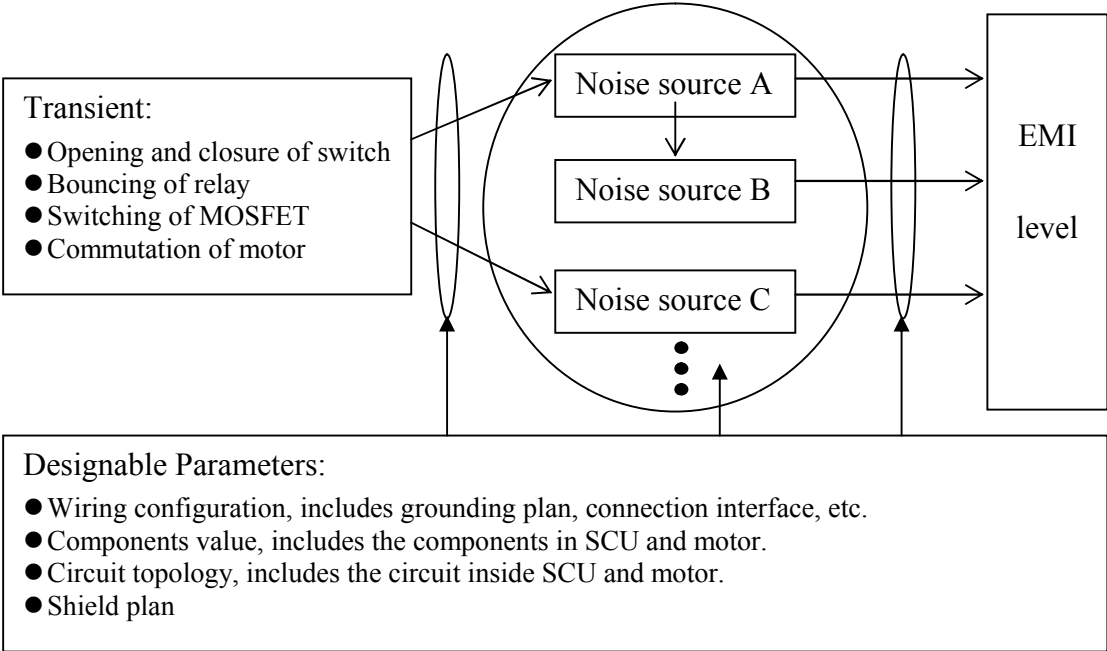 Transient:
●Opening and closure of switch
●Bouncing of relay
●Switching of MOSFET
●Commutation of motor
Noise source A
Noise source B
Noise source C
EMI
level
Designable Parameters:
●Wiring configuration, includes grounding plan, connection interface, etc.
●Components value, includes the components in SCU and motor.
●Circuit topology, includes the circuit inside SCU and motor.
●Shield plan